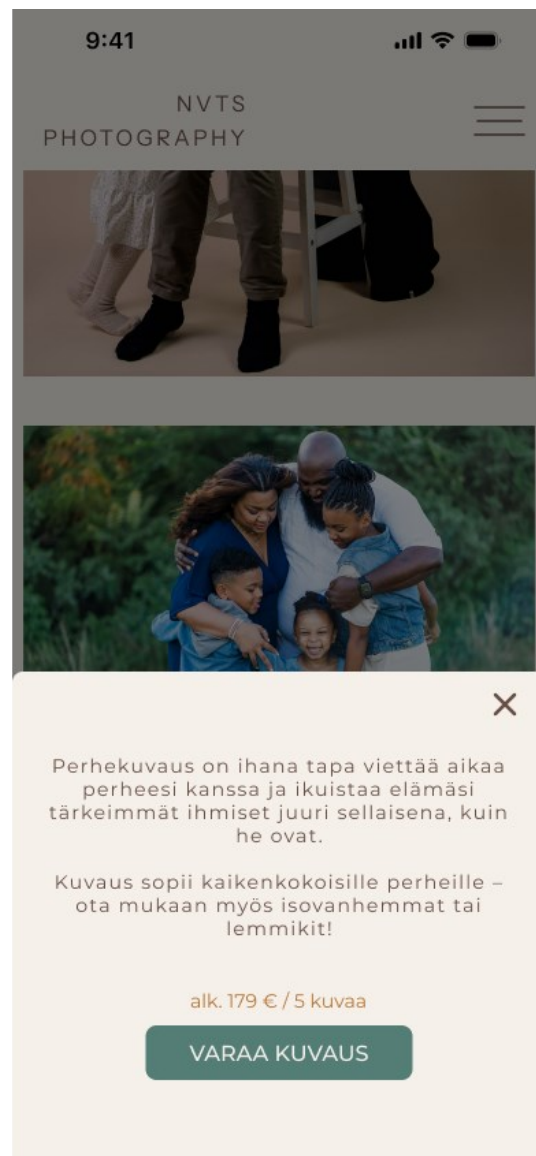 9:41
NVTS
PHOTOGRAPHY
Perhekuvaus on ihana tapa viettää aikaa
perheesi kanssa ja ikuistaa elämäsi
tärkeimmät ihmiset juuri sellaisena, kuin
he ovat.
Kuvaus sopii kaikenkokoisille perheille –
ota mukaan myös isovanhemmat tai
lemmikit!
alk. 179 € / 5 kuvaa
VARAA KUVAUS